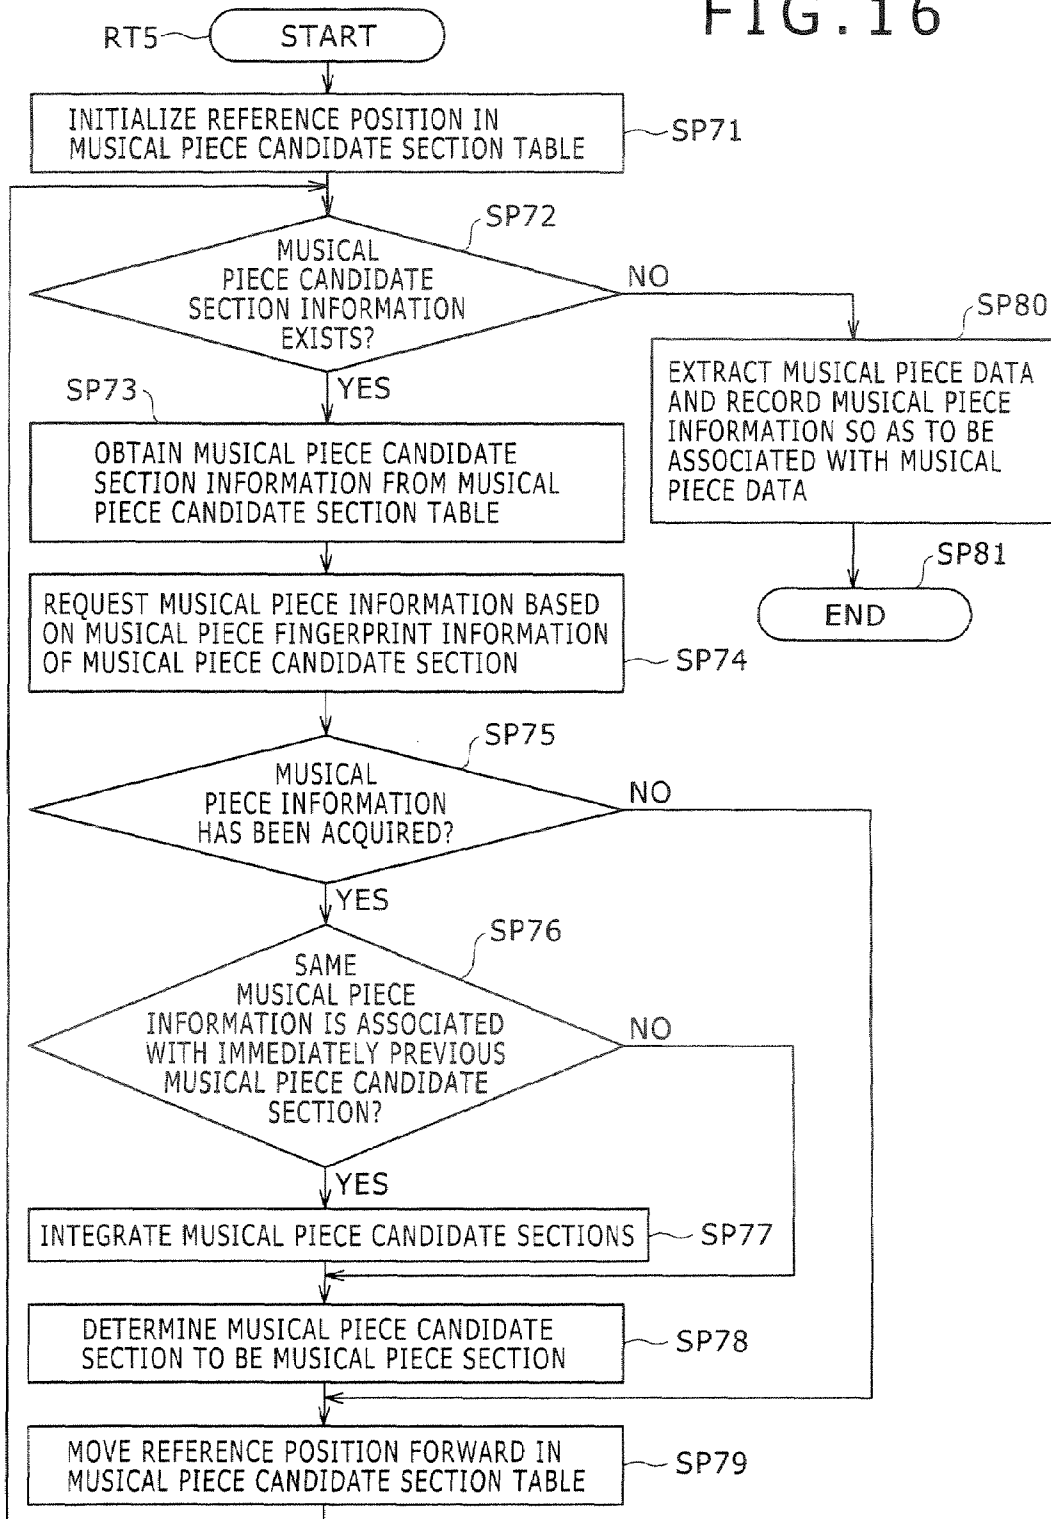 FIG.16
RT5
START
INITIALIZE REFERENCE POSITION IN
MUSICAL PIECE CANDIDATE SECTION TABLE
SP71
SP72
MUSICAL
PIECE CANDIDATE
SECTION INFORMATION
EXISTS?
NO
YES
SP80
EXTRACT MUSICAL PIECE DATA
AND RECORD MUSICAL PIECE
INFORMATION SO AS TO BE
ASSOCIATED WITH MUSICAL
PIECE DATA
SP81
END
SP73
OBTAIN MUSICAL PIECE CANDIDATE
SECTION INFORMATION FROM MUSICAL
PIECE CANDIDATE SECTION TABLE
REQUEST MUSICAL PIECE INFORMATION BASED
ON MUSICAL PIECE FINGERPRINT INFORMATION
OF MUSICAL PIECE CANDIDATE SECTION
SP74
SP75
MUSICAL
PIECE INFORMATION
HAS BEEN ACQUIRED?
NO
YES
SP76
SAME
MUSICAL PIECE
INFORMATION IS ASSOCIATED
WITH IMMEDIATELY PREVIOUS
MUSICAL PIECE CANDIDATE
SECTION?
NO
YES
INTEGRATE MUSICAL PIECE CANDIDATE SECTIONS
SP77
DETERMINE MUSICAL PIECE CANDIDATE
SECTION TO BE MUSICAL PIECE SECTION
SP78
MOVE REFERENCE POSITION FORWARD IN
MUSICAL PIECE CANDIDATE SECTION TABLE
SP79